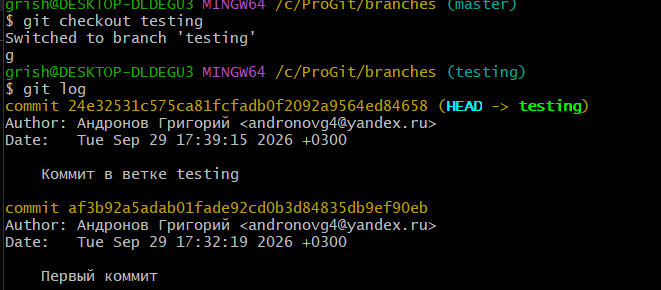 grish@DESKTOP-DLDEGU3 MINGW64 /c/ProGit/branches (master)
$ git checkout testing
Switched to branch 'testing'
g
grish@DESKTOP-DLDEGU3 MINGW64 /c/ProGit/branches (testing)
$ git log
commit 24e32531c575ca81fcfadb0f2092a9564ed84658 (HEAD -> testing)
Author: Андронов Григорий <andronovg4@yandex.ru>
Date:   Tue Sep 29 17:39:15 2026 +0300
    Коммит в ветке testing
commit af3b92a5adab01fade92cd0b3d84835db9ef90eb
Author: Андронов Григорий <andronovg4@yandex.ru>
Date:   Tue Sep 29 17:32:19 2026 +0300
    Первый коммит